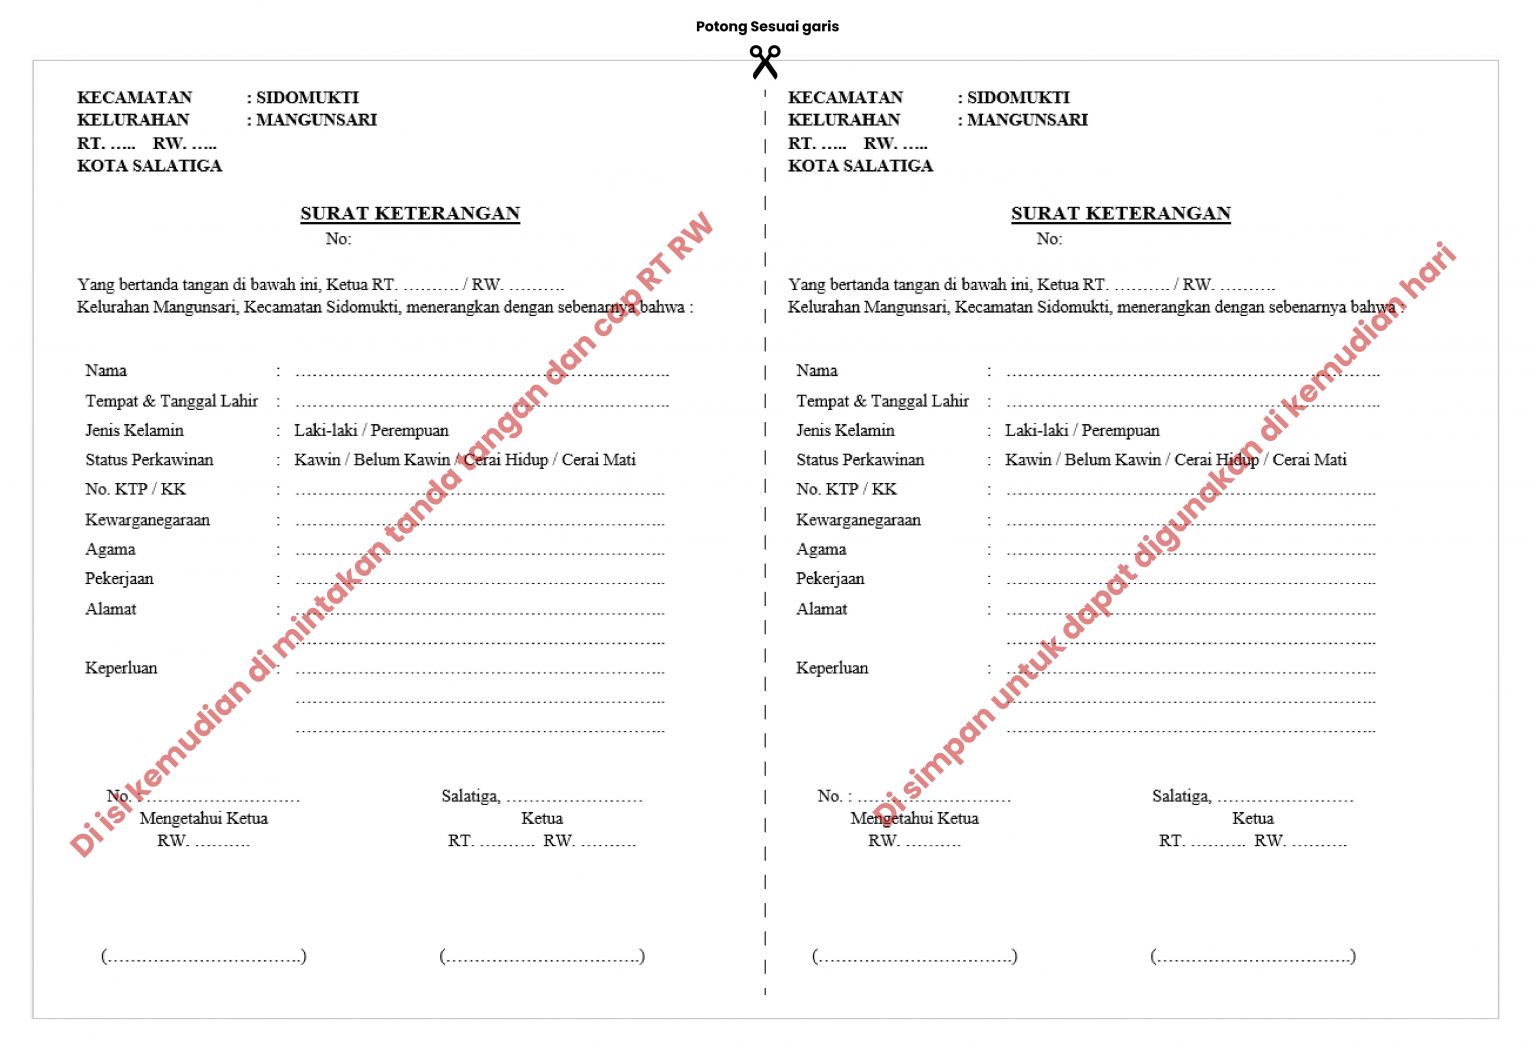 Potong Sesuai garis
KECAMATAN : SIDOMUKTI
KELURAHAN : MANGUNSARI
RT. ..... RW. .....
KOTA SALATIGA
SURAT KETERANGAN
No:
Yang bertanda tangan di bawah ini, Ketua RT. .......... / RW. ..........
Kelurahan Mangunsari, Kecamatan Sidomukti, menerangkan dengan sebenarnya bahwa :
Nama : ..........
Tempat & Tanggal Lahir : ..........
Jenis Kelamin : Laki-laki / Perempuan
Status Perkawinan : Kawin / Belum Kawin / Cerai Hidup / Cerai Mati
No. KTP / KK : ..........
Kewarganegaraan : ..........
Agama : ..........
Pekerjaan : ..........
Alamat : ..........
..........
Keperluan : ..........
..........
..........
No. : .......... Salatiga, ..........
Mengetahui Ketua Ketua
RW. .......... RT. .......... RW. ..........
(..........) (..........)
Di isi kemudian di mintakan tanda tangan dan cap RT RW
KECAMATAN : SIDOMUKTI
KELURAHAN : MANGUNSARI
RT. ..... RW. .....
KOTA SALATIGA
SURAT KETERANGAN
No:
Yang bertanda tangan di bawah ini, Ketua RT. .......... / RW. ..........
Kelurahan Mangunsari, Kecamatan Sidomukti, menerangkan dengan sebenarnya bahwa :
Nama : ..........
Tempat & Tanggal Lahir : ..........
Jenis Kelamin : Laki-laki / Perempuan
Status Perkawinan : Kawin / Belum Kawin / Cerai Hidup / Cerai Mati
No. KTP / KK : ..........
Kewarganegaraan : ..........
Agama : ..........
Pekerjaan : ..........
Alamat : ..........
..........
Keperluan : ..........
..........
..........
No. : .......... Salatiga, ..........
Mengetahui Ketua Ketua
RW. .......... RT. .......... RW. ..........
(..........) (..........)
Di simpan untuk dapat digunakan di kemudian hari